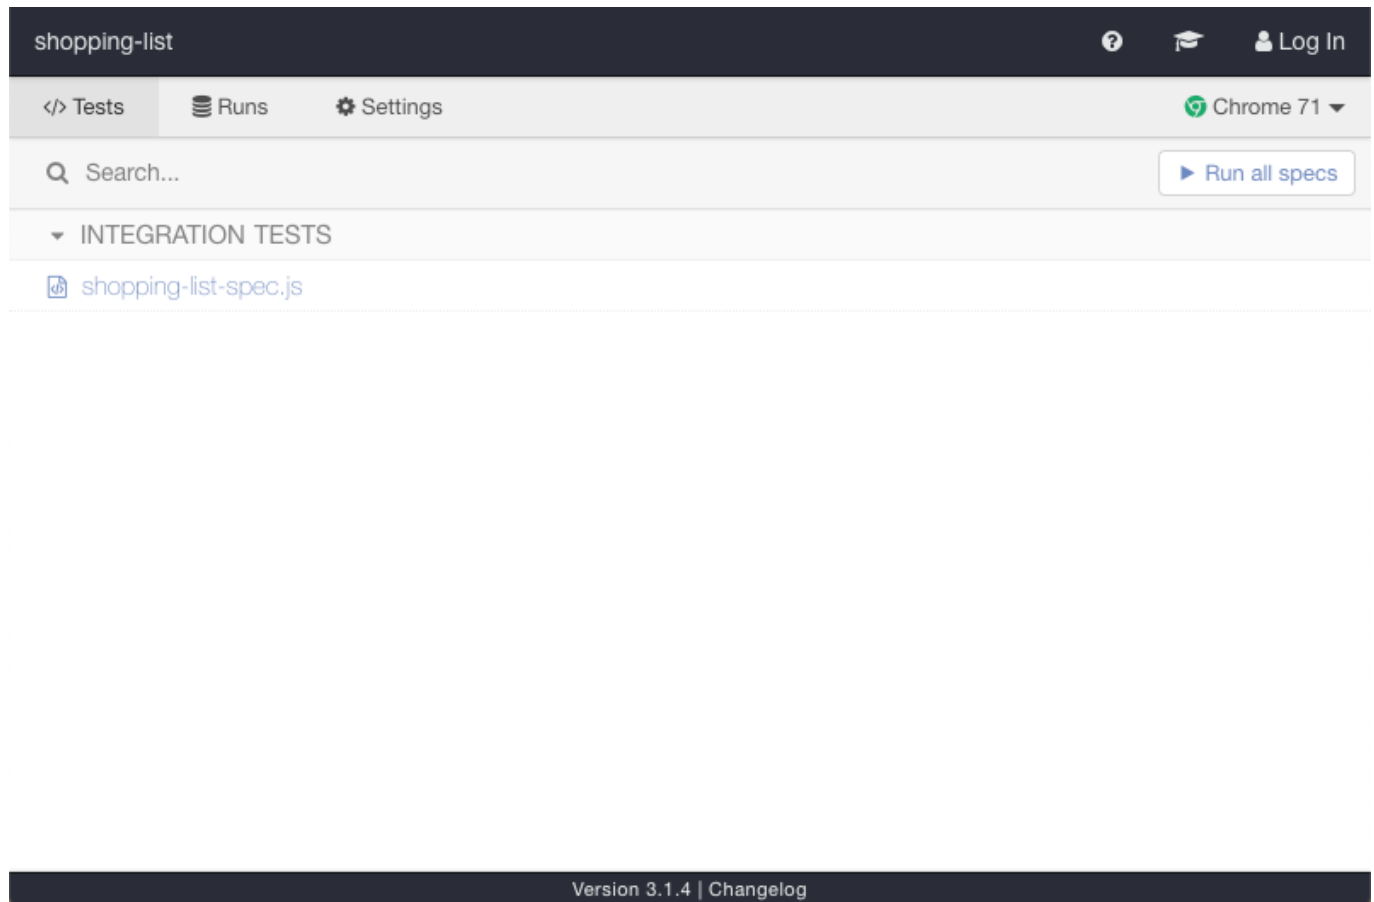 shopping-list
Log In
</> Tests
Runs
Settings
Chrome 71
Search...
Run all specs
INTEGRATION TESTS
shopping-list-spec.js
Version 3.1.4 | Changelog